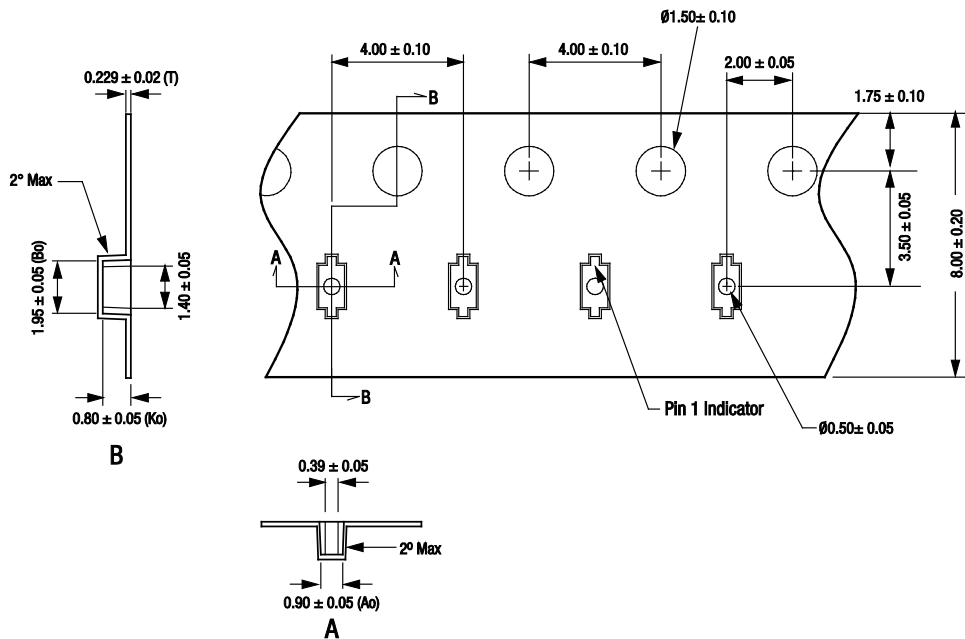 Ø1.50± 0.10
4.00 ± 0.10
4.00 ± 0.10
2.00 ± 0.05
0.229 ± 0.02 (T)
B
1.75 ± 0.10
2° Max
3.50 ± 0.05
8.00 ± 0.20
A
A
1.95 ± 0.05 (Bo)
1.40 ± 0.05
B
Pin 1 Indicator
0.80 ± 0.05 (Ko)
Ø0.50± 0.05
B
0.39 ± 0.05
2º Max
0.90 ± 0.05 (Ao)
A